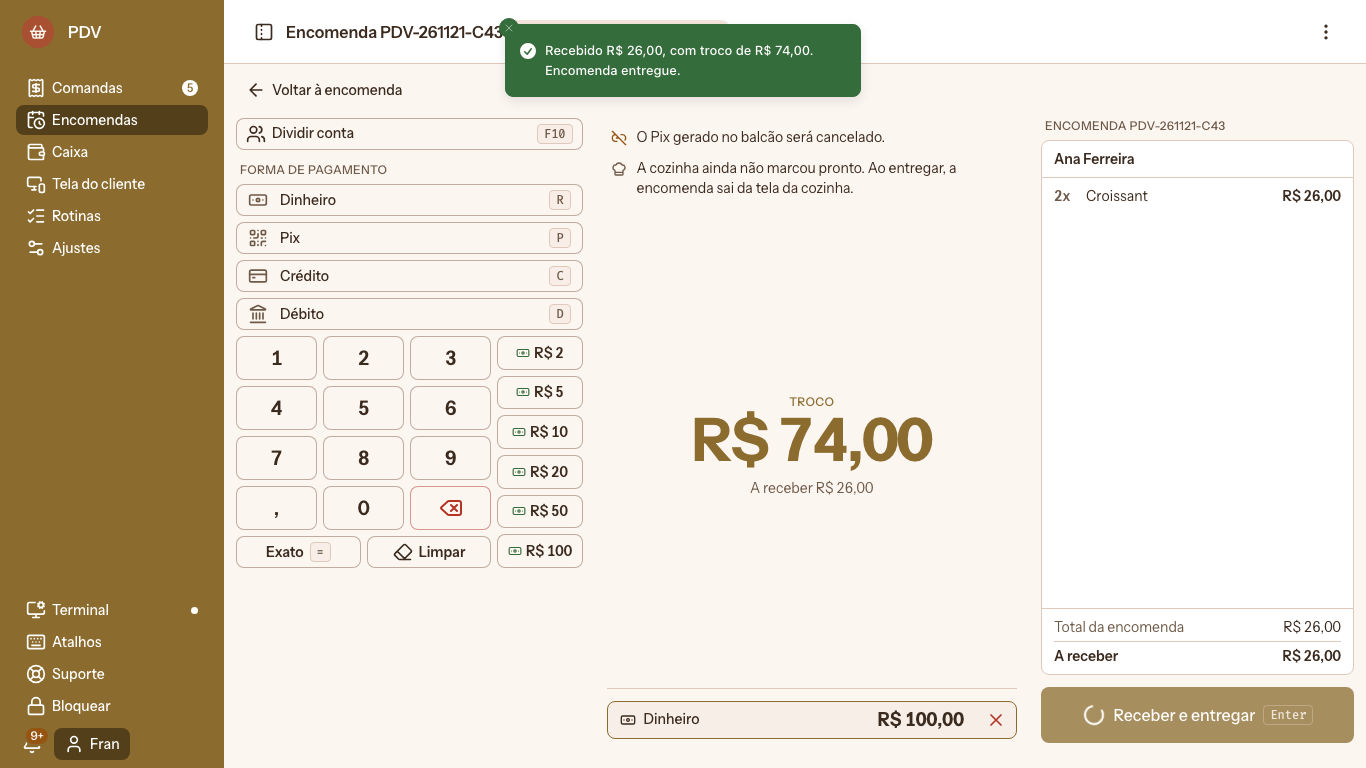 PDV
Comandas 5
Encomendas
Caixa
Tela do cliente
Rotinas
Ajustes
Terminal
Atalhos
Suporte
Bloquear
9+
Fran
Encomenda PDV-261121-C43
Recebido R$ 26,00, com troco de R$ 74,00.
Encomenda entregue.
Voltar à encomenda
Dividir conta F10
FORMA DE PAGAMENTO
Dinheiro R
Pix P
Crédito C
Débito D
1 2 3 R$ 2
4 5 6 R$ 5
7 8 9 R$ 10
, 0 R$ 20
R$ 50
Exato = Limpar R$ 100
O Pix gerado no balcão será cancelado.
A cozinha ainda não marcou pronto. Ao entregar, a
encomenda sai da tela da cozinha.
TROCO
R$ 74,00
A receber R$ 26,00
Dinheiro R$ 100,00
ENCOMENDA PDV-261121-C43
Ana Ferreira
2x Croissant R$ 26,00
Total da encomenda R$ 26,00
A receber R$ 26,00
Receber e entregar Enter